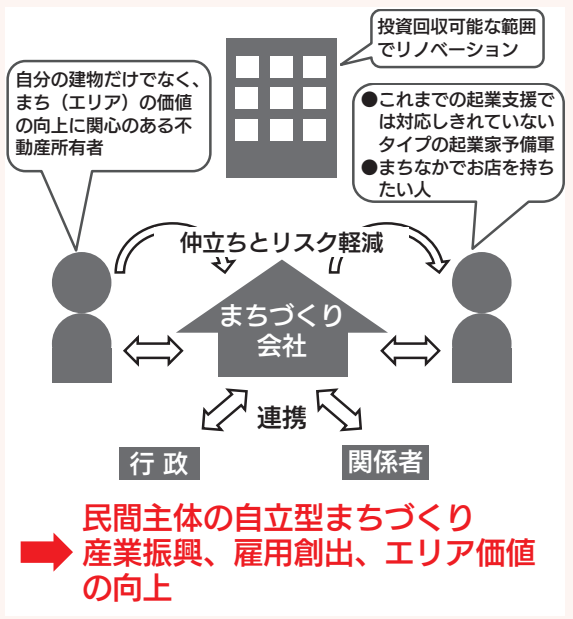 投資回収可能な範囲
でリノベーション
自分の建物だけでなく、
まち（エリア）の価値
の向上に関心のある不
動産所有者
●これまでの起業支援で
は対応しきれていない
タイプの起業家予備軍
●まちなかでお店を持ち
たい人
仲立ちとリスク軽減
まちづくり
会社
連携
行 政
関係者
民間主体の自立型まちづくり
産業振興、雇用創出、エリア価値
の向上